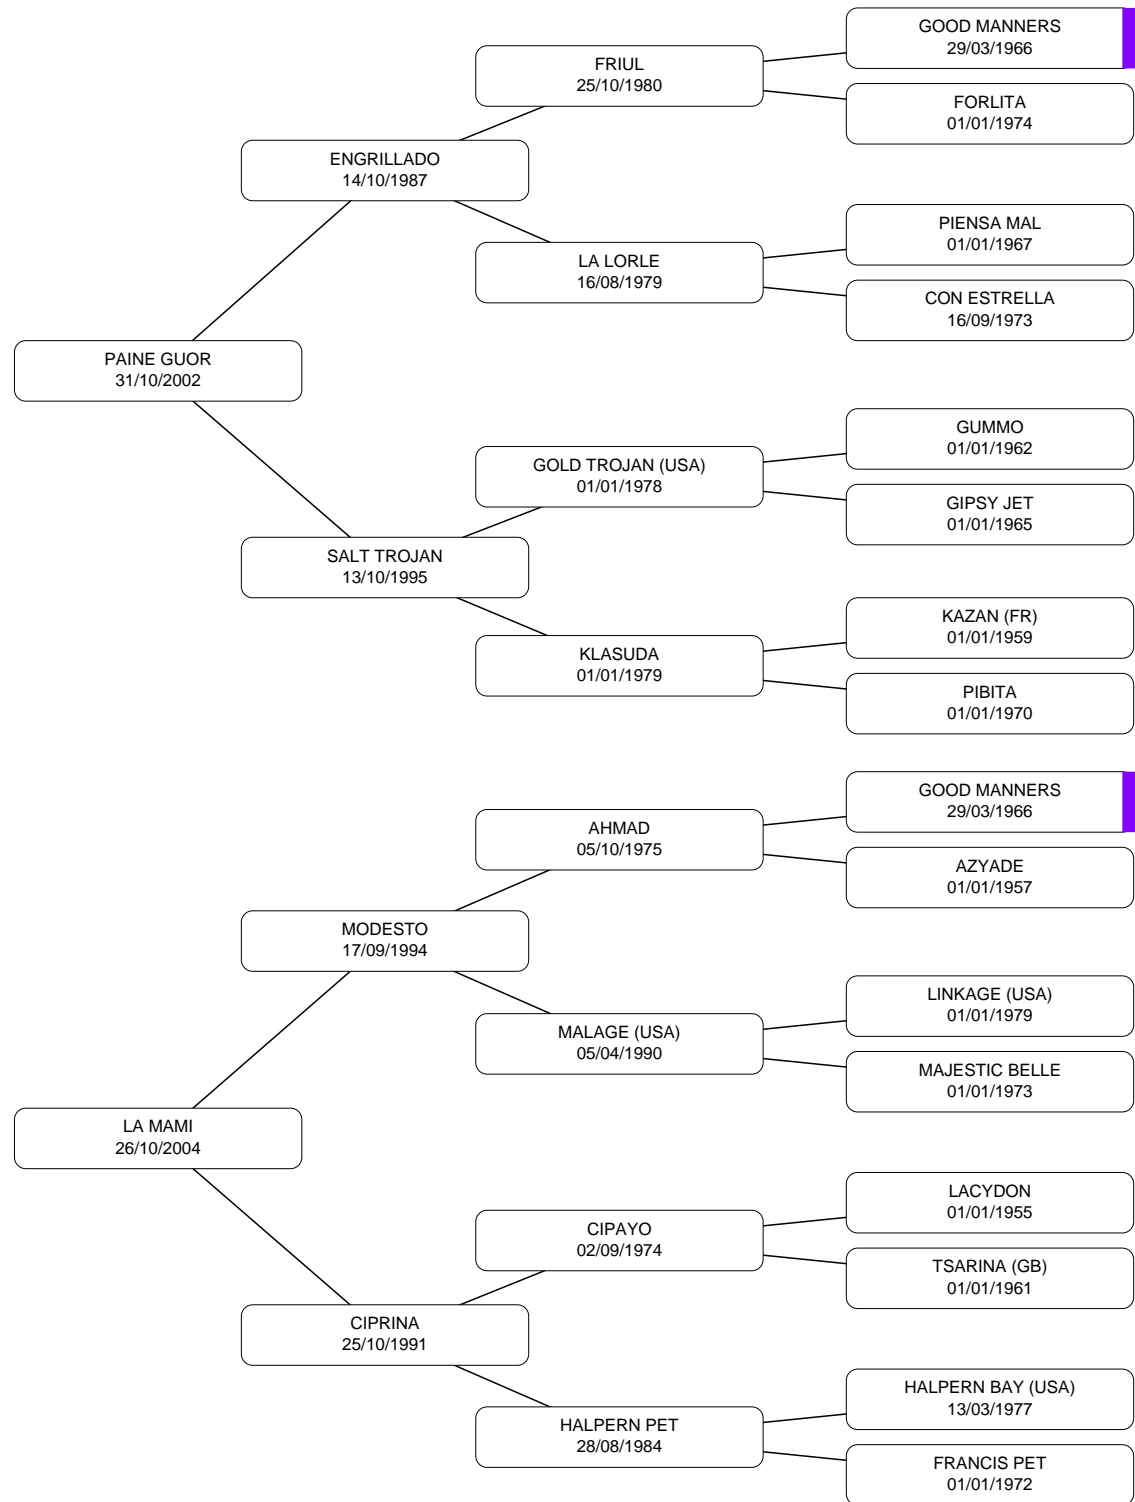 GOOD MANNERS
29/03/1966
FRIUL
25/10/1980
FORLITA
01/01/1974
ENGRILLADO
14/10/1987
PIENSA MAL
01/01/1967
LA LORLE
16/08/1979
CON ESTRELLA
16/09/1973
PAINE GUOR
31/10/2002
GUMMO
01/01/1962
GOLD TROJAN (USA)
01/01/1978
GIPSY JET
01/01/1965
SALT TROJAN
13/10/1995
KAZAN (FR)
01/01/1959
KLASUDA
01/01/1979
PIBITA
01/01/1970
GOOD MANNERS
29/03/1966
AHMAD
05/10/1975
AZYADE
01/01/1957
MODESTO
17/09/1994
LINKAGE (USA)
01/01/1979
MALAGE (USA)
05/04/1990
MAJESTIC BELLE
01/01/1973
LA MAMI
26/10/2004
LACYDON
01/01/1955
CIPAYO
02/09/1974
TSARINA (GB)
01/01/1961
CIPRINA
25/10/1991
HALPERN BAY (USA)
13/03/1977
HALPERN PET
28/08/1984
FRANCIS PET
01/01/1972